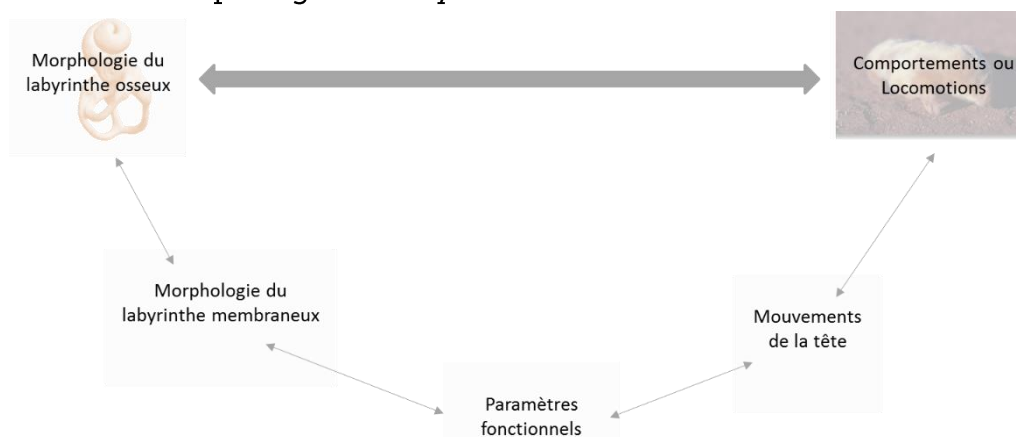 Morphologie du
labyrinthe osseux
Comportements ou
Locomotions
Morphologie du
labyrinthe membraneux
Mouvements
de la tête
Paramètres
fonctionnels